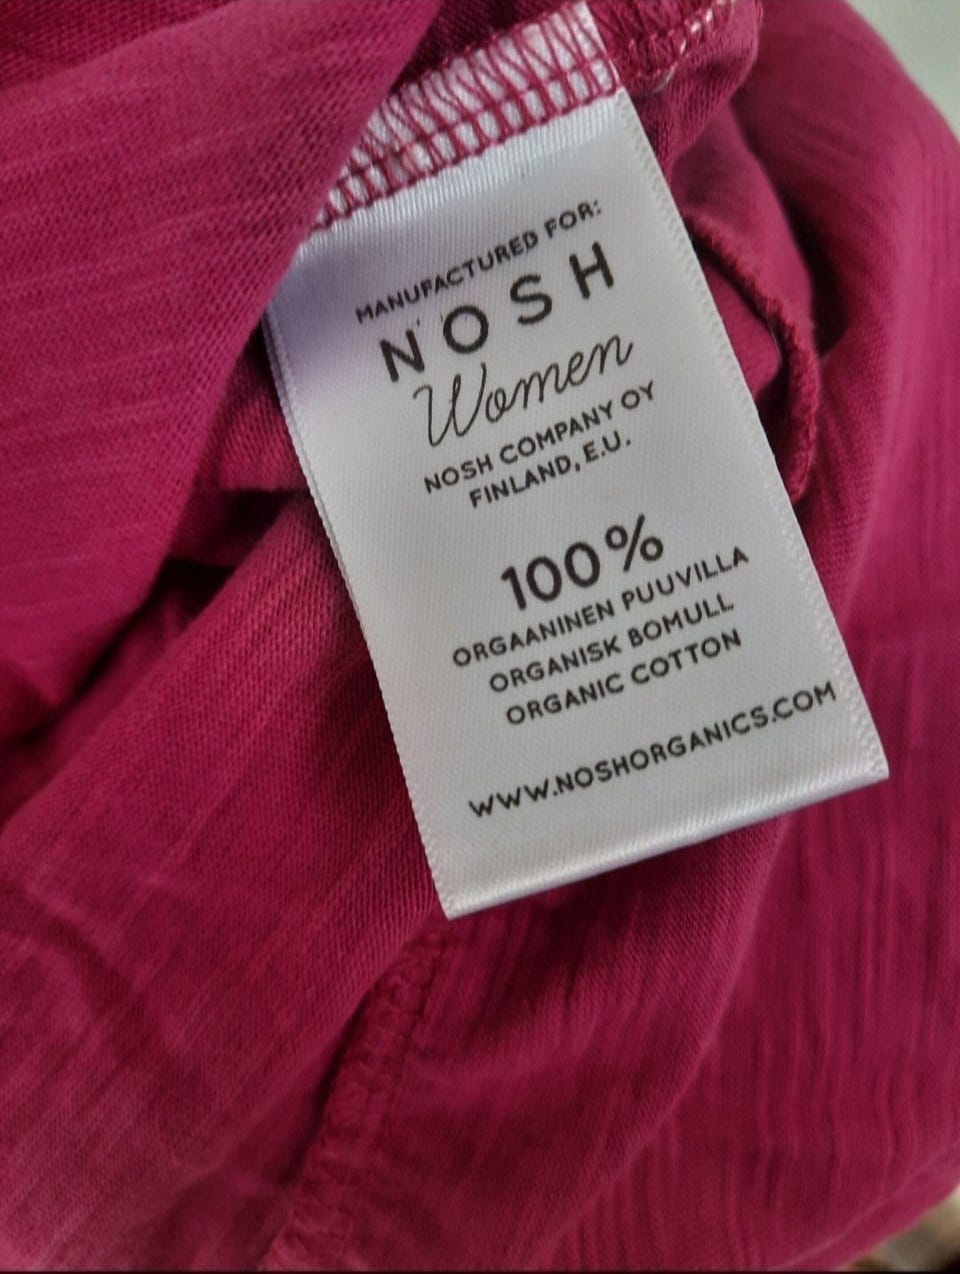 MANUFACTURED FOR:
NOSH
Women
NOSH COMPANY OY
FINLAND, E.U.
100%
ORGAANINEN PUUVILLA
ORGANISK BOMULL
ORGANIC COTTON
WWW.NOSHORGANICS.COM